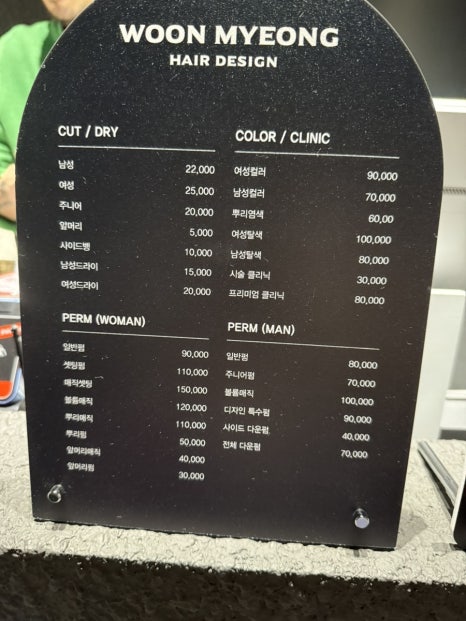 WOON MYEONG
HAIR DESIGN
CUT / DRY
남성 22,000
여성 25,000
주니어 20,000
앞머리 5,000
사이드뱅 10,000
남성드라이 15,000
여성드라이 20,000
COLOR / CLINIC
여성컬러 90,000
남성컬러 70,000
뿌리염색 60,00
여성탈색 100,000
남성탈색 80,000
시술 클리닉 30,000
프리미엄 클리닉 80,000
PERM (WOMAN)
일반펌 90,000
셋팅펌 110,000
매직셋팅 150,000
볼륨매직 120,000
뿌리매직 110,000
뿌리펌 50,000
앞머리매직 40,000
앞머리펌 30,000
PERM (MAN)
일반펌 80,000
주니어펌 70,000
볼륨매직 100,000
디자인 특수펌 90,000
사이드 다운펌 40,000
전체 다운펌 70,000